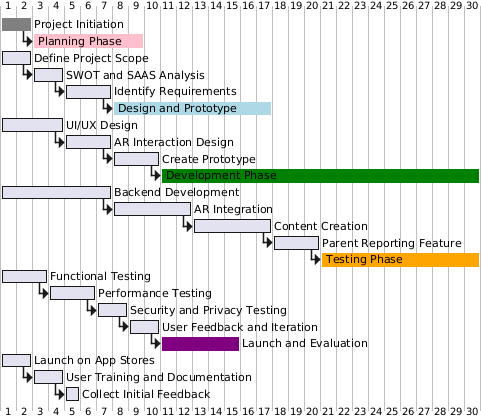 1 2 3 4 5 6 7 8 9 10 11 12 13 14 15 16 17 18 19 20 21 22 23 24 25 26 27 28 29 30
Project Initiation
Planning Phase
Define Project Scope
SWOT and SAAS Analysis
Identify Requirements
Design and Prototype
UI/UX Design
AR Interaction Design
Create Prototype
Development Phase
Backend Development
AR Integration
Content Creation
Parent Reporting Feature
Testing Phase
Functional Testing
Performance Testing
Security and Privacy Testing
User Feedback and Iteration
Launch and Evaluation
Launch on App Stores
User Training and Documentation
Collect Initial Feedback
1 2 3 4 5 6 7 8 9 10 11 12 13 14 15 16 17 18 19 20 21 22 23 24 25 26 27 28 29 30